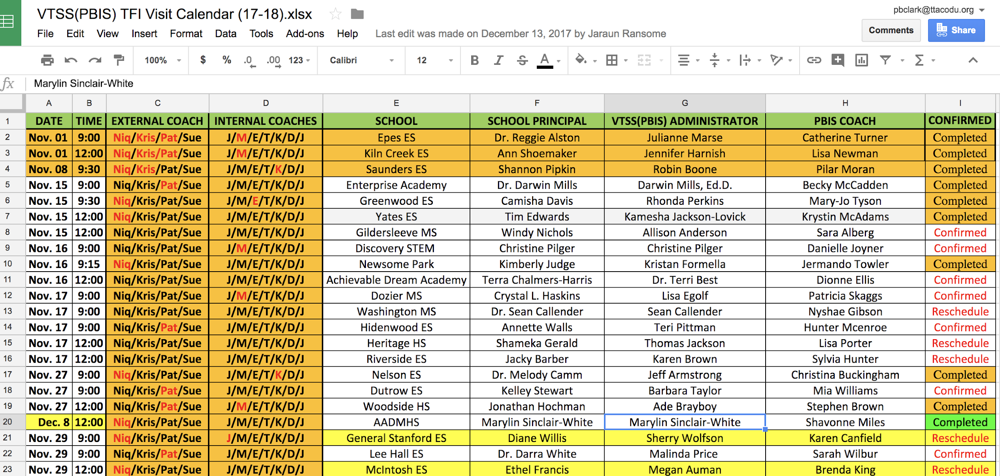 VTSS(PBIS) TFI Visit Calendar (17-18).xlsx
pbclark@ttacodu.org
File Edit View Insert Format Data Tools Add-ons Help Last edit was made on December 13, 2017 by Jaraun Ransome
Comments Share
100% $ % .0 .00 123 Calibri 12 B I S A
fx Marylin Sinclair-White
A B C D E F G H I
1 DATE TIME EXTERNAL COACH INTERNAL COACHES SCHOOL SCHOOL PRINCIPAL VTSS(PBIS) ADMINISTRATOR PBIS COACH CONFIRMED
2 Nov. 01 9:00 Niq/Kris/Pat/Sue J/M/E/T/K/D/J Epes ES Dr. Reggie Alston Julianne Marse Catherine Turner Completed
3 Nov. 01 12:00 Niq/Kris/Pat/Sue J/M/E/T/K/D/J Kiln Creek ES Ann Shoemaker Jennifer Harnish Lisa Newman Completed
4 Nov. 08 9:30 Niq/Kris/Pat/Sue J/M/E/T/K/D/J Saunders ES Shannon Pipkin Robin Boone Pilar Moran Completed
5 Nov. 15 9:00 Niq/Kris/Pat/Sue J/M/E/T/K/D/J Enterprise Academy Dr. Darwin Mills Darwin Mills, Ed.D. Becky McCadden Completed
6 Nov. 15 9:30 Niq/Kris/Pat/Sue J/M/E/T/K/D/J Greenwood ES Camisha Davis Rhonda Perkins Mary-Jo Tyson Completed
7 Nov. 15 12:00 Niq/Kris/Pat/Sue J/M/E/T/K/D/J Yates ES Tim Edwards Kamesha Jackson-Lovick Krystin McAdams Completed
8 Nov. 15 12:00 Niq/Kris/Pat/Sue J/M/E/T/K/D/J Gildersleeve MS Windy Nichols Allison Anderson Sara Alberg Confirmed
9 Nov. 16 9:00 Niq/Kris/Pat/Sue J/M/E/T/K/D/J Discovery STEM Christine Pilger Christine Pilger Danielle Joyner Confirmed
10 Nov. 16 9:15 Niq/Kris/Pat/Sue J/M/E/T/K/D/J Newsome Park Kimberly Judge Kristan Formella Jermando Towler Completed
11 Nov. 16 12:00 Niq/Kris/Pat/Sue J/M/E/T/K/D/J Achievable Dream Academy Terra Chalmers-Harris Dr. Terri Best Dionne Ellis Confirmed
12 Nov. 17 9:00 Niq/Kris/Pat/Sue J/M/E/T/K/D/J Dozier MS Crystal L. Haskins Lisa Egolf Patricia Skaggs Confirmed
13 Nov. 17 9:00 Niq/Kris/Pat/Sue J/M/E/T/K/D/J Washington MS Dr. Sean Callender Sean Callender Nyshae Gibson Reschedule
14 Nov. 17 9:00 Niq/Kris/Pat/Sue J/M/E/T/K/D/J Hidenwood ES Annette Walls Teri Pittman Hunter Mcenroe Confirmed
15 Nov. 17 12:00 Niq/Kris/Pat/Sue J/M/E/T/K/D/J Heritage HS Shameka Gerald Thomas Jackson Lisa Porter Reschedule
16 Nov. 17 12:00 Niq/Kris/Pat/Sue J/M/E/T/K/D/J Riverside ES Jacky Barber Karen Brown Sylvia Hunter Reschedule
17 Nov. 27 9:00 Niq/Kris/Pat/Sue J/M/E/T/K/D/J Nelson ES Dr. Melody Camm Jeff Armstrong Christina Buckingham Completed
18 Nov. 27 9:00 Niq/Kris/Pat/Sue J/M/E/T/K/D/J Dutrow ES Kelley Stewart Barbara Taylor Mia Williams Confirmed
19 Nov. 27 12:00 Niq/Kris/Pat/Sue J/M/E/T/K/D/J Woodside HS Jonathan Hochman Ade Brayboy Stephen Brown Completed
20 Dec. 8 12:00 Niq/Kris/Pat/Sue J/M/E/T/K/D/J AADMHS Marylin Sinclair-White Marylin Sinclair-White Shavonne Miles Completed
21 Nov. 29 9:00 Niq/Kris/Pat/Sue J/M/E/T/K/D/J General Stanford ES Diane Willis Sherry Wolfson Karen Canfield Reschedule
22 Nov. 29 9:00 Niq/Kris/Pat/Sue J/M/E/T/K/D/J Lee Hall ES Dr. Darra White Malinda Price Sarah Wilbur Confirmed
23 Nov. 29 12:00 Niq/Kris/Pat/Sue J/M/E/T/K/D/J McIntosh ES Ethel Francis Megan Auman Brenda King Reschedule